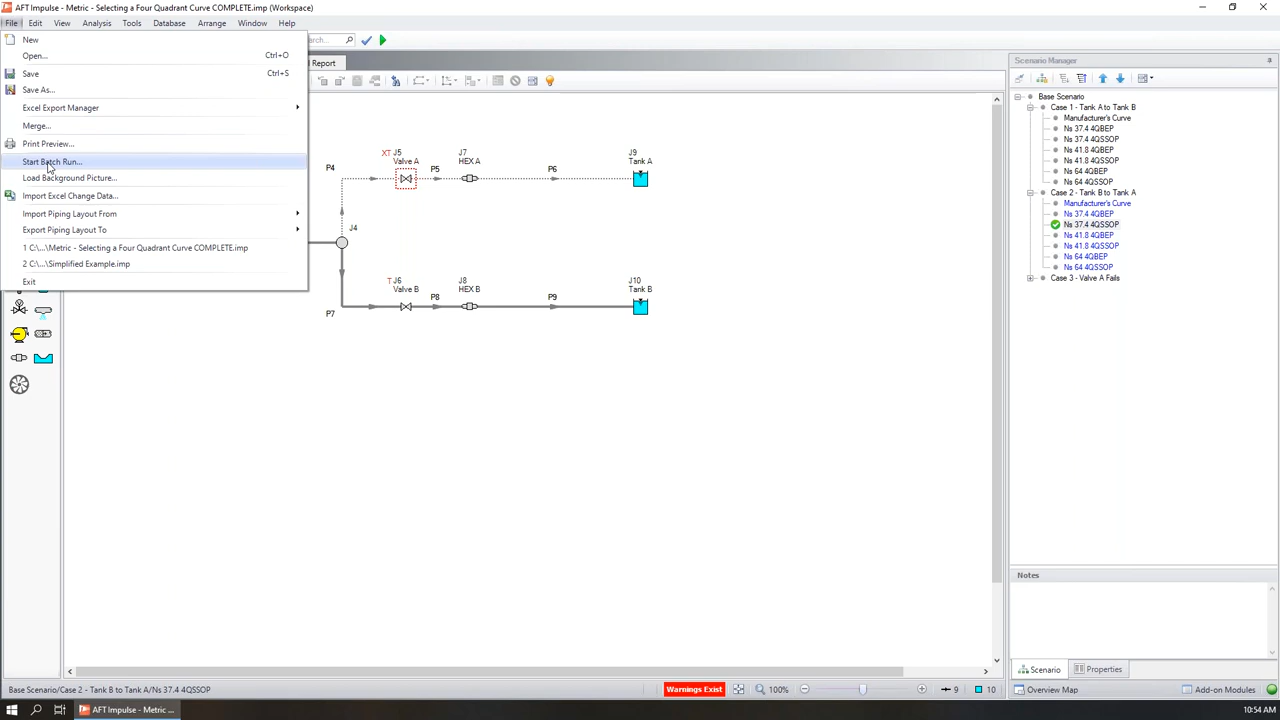 AFT Impulse - Metric - Selecting a Four Quadrant Curve COMPLETE.imp (Workspace)
File Edit View Analysis Tools Database Arrange Window Help
New
Open... Ctrl+O
Save Ctrl+S
Save As...
Excel Export Manager
Merge...
Print Preview...
Start Batch Run...
Load Background Picture...
Import Excel Change Data...
Import Piping Layout From
Export Piping Layout To
1 C:\...\Metric - Selecting a Four Quadrant Curve COMPLETE.imp
2 C:\...\Simplified Example.imp
Exit
Report
P4
XT J5
Valve A
P5
J7
HEX A
P6
J9
Tank A
J4
T J6
Valve B
P8
J8
HEX B
P9
J10
Tank B
P7
Scenario Manager
Base Scenario
Case 1 - Tank A to Tank B
Manufacturer's Curve
Ns 37.4 4QBEP
Ns 37.4 4QSSOP
Ns 41.8 4QBEP
Ns 41.8 4QSSOP
Ns 64 4QBEP
Ns 64 4QSSOP
Case 2 - Tank B to Tank A
Manufacturer's Curve
Ns 37.4 4QBEP
Ns 37.4 4QSSOP
Ns 41.8 4QBEP
Ns 41.8 4QSSOP
Ns 64 4QBEP
Ns 64 4QSSOP
Case 3 - Valve A Fails
Notes
Scenario Properties
Base Scenario/Case 2 - Tank B to Tank A/Ns 37.4 4QSSOP
Warnings Exist
100%
9
10
Overview Map
Add-on Modules
AFT Impulse - Metric ...
10:54 AM